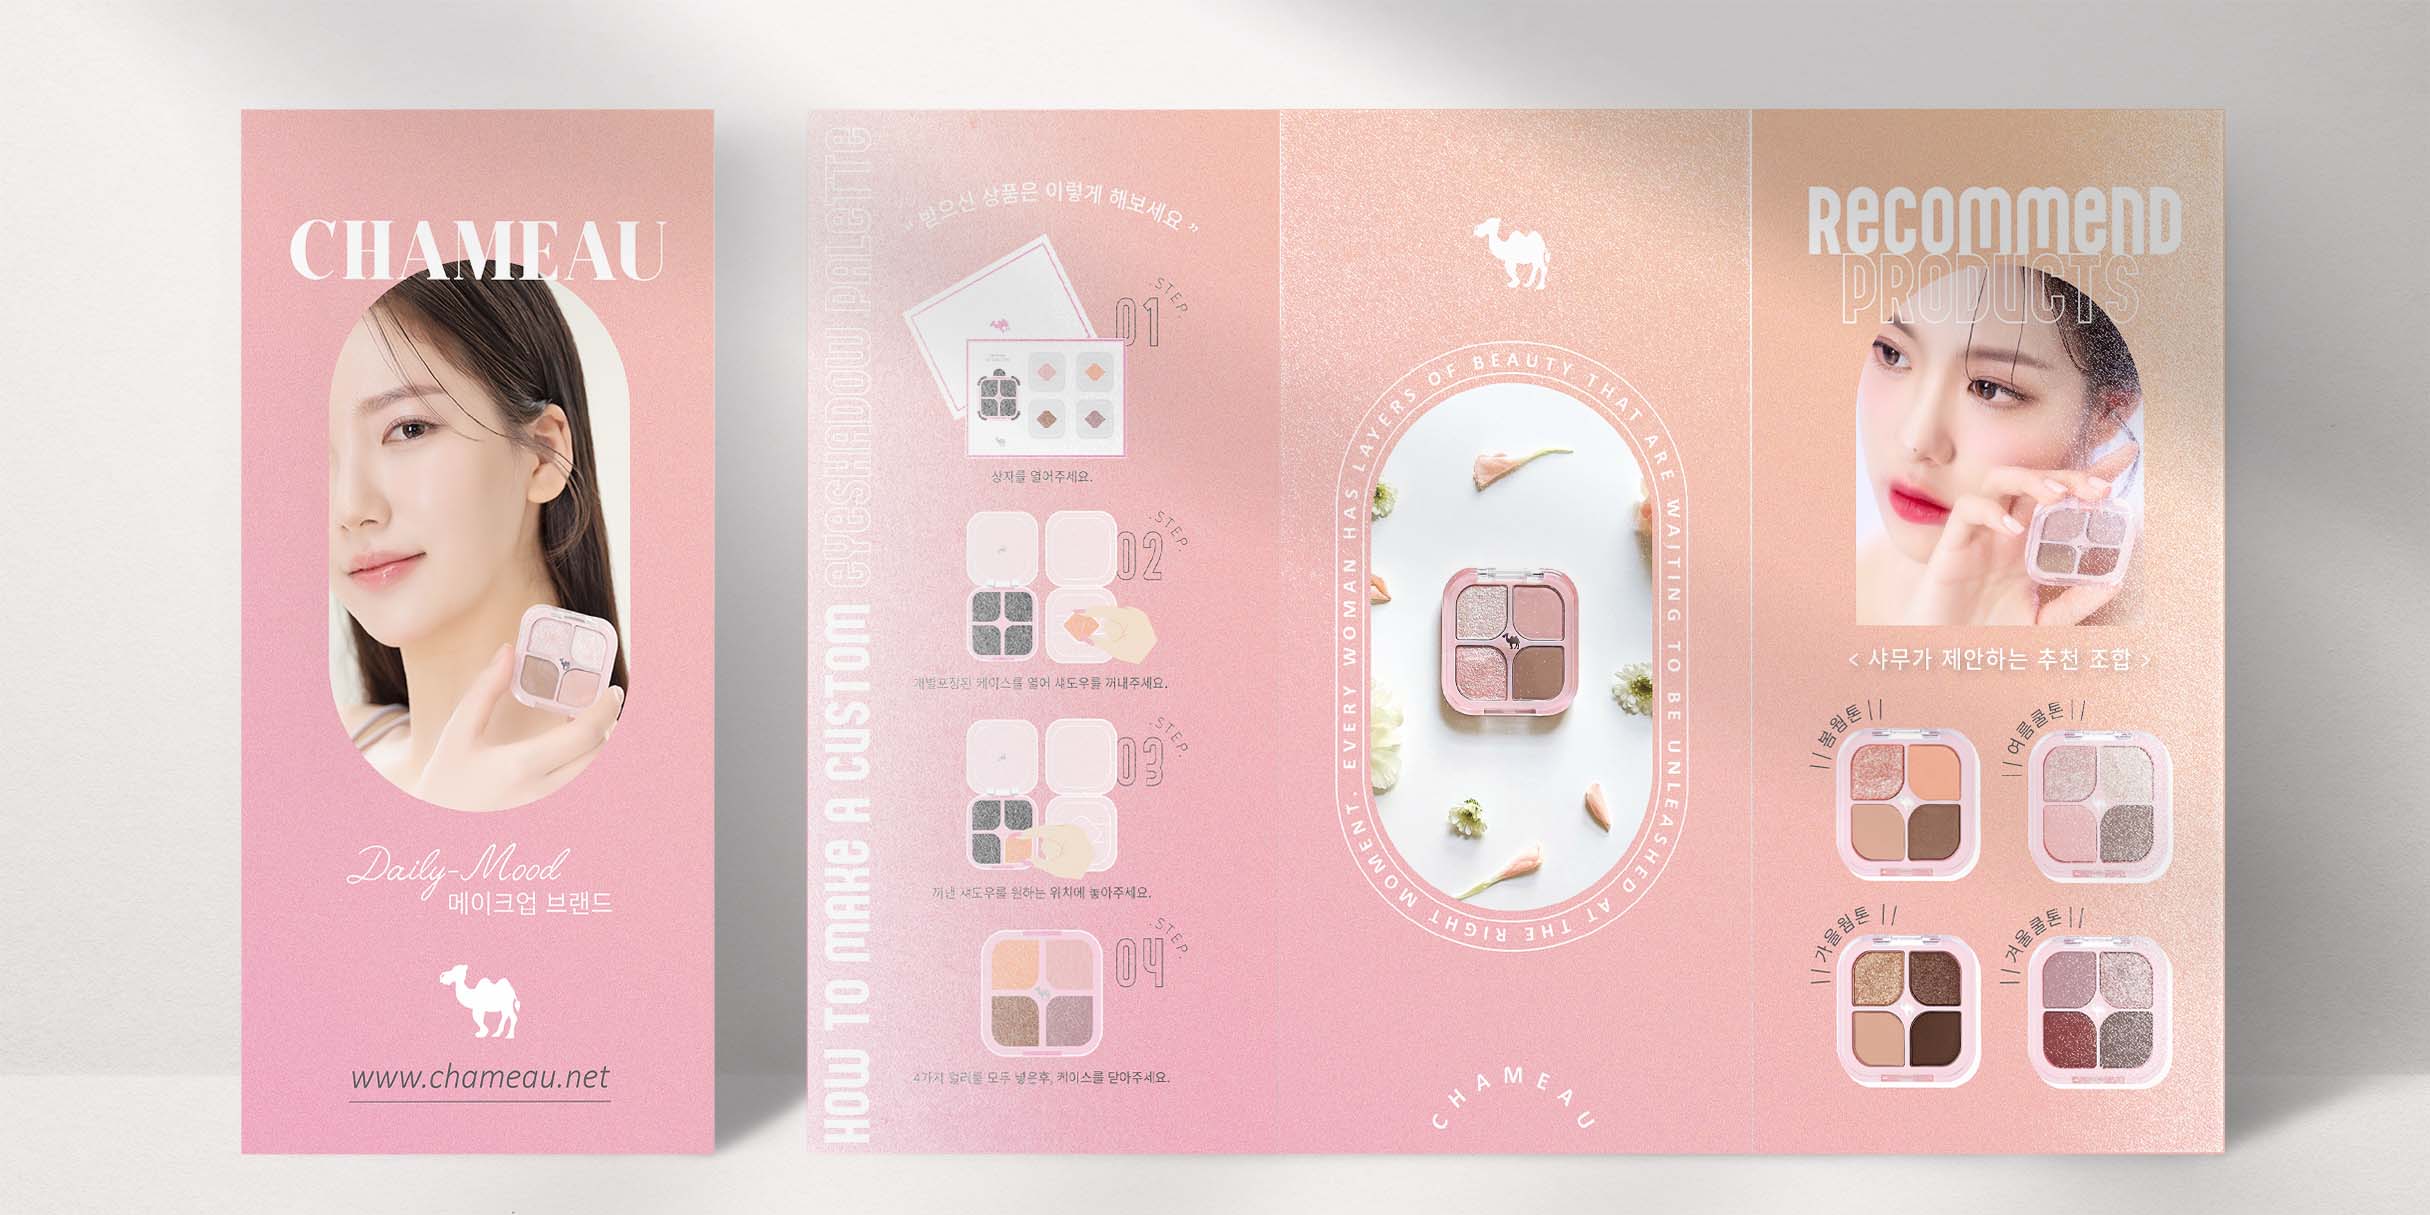 CHAMEAU
Daily-Mood
메이크업 브랜드
www.chameau.net
HOW TO MAKE A CUSTOM EYESHADOW PALETTE
" 받으신 상품은 이렇게 해보세요 "
STEP.
01
상자를 열어주세요.
STEP.
02
개별포장된 케이스를 열어 섀도우를 꺼내주세요.
STEP.
03
꺼낸 섀도우를 원하는 위치에 놓아주세요.
STEP.
04
4가지 컬러를 모두 넣은후, 케이스를 닫아주세요.
EVERY WOMAN HAS LAYERS OF BEAUTY THAT ARE WAITING TO BE UNLEASHED AT THE RIGHT MOMENT.
CHAMEAU
RECOMMEND
PRODUCTS
< 샤무가 제안하는 추천 조합 >
// 봄웜톤 \\
// 여름쿨톤 \\
// 가을웜톤 \\
// 겨울쿨톤 \\